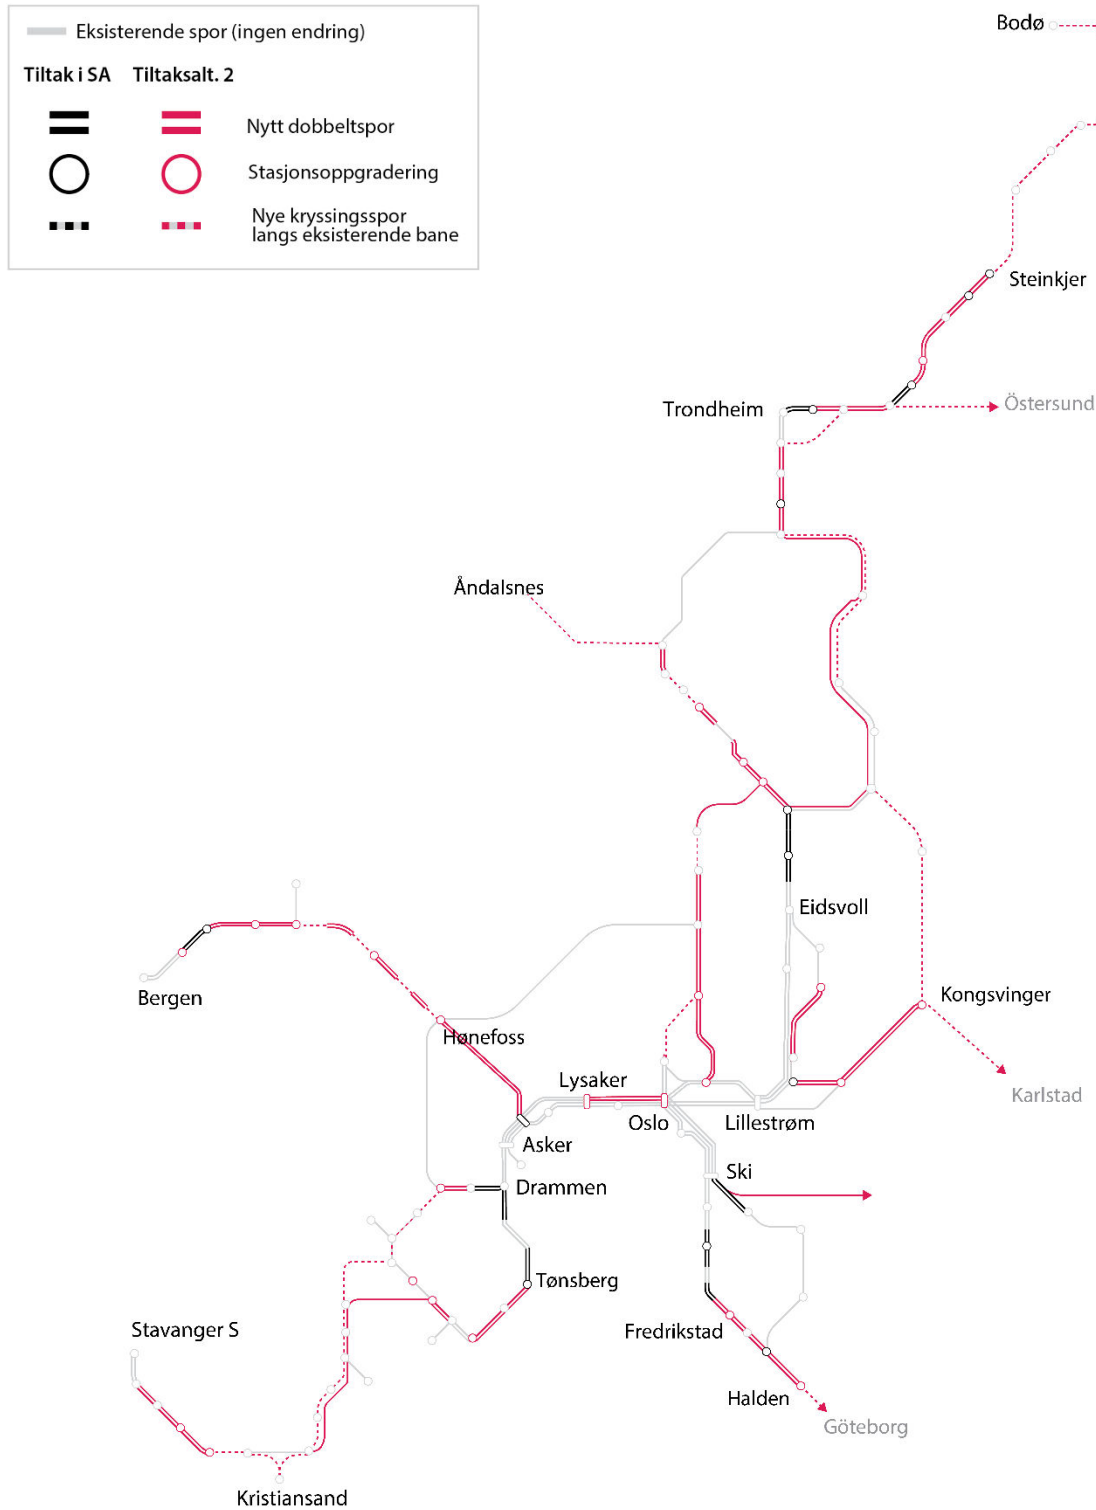 Eksisterende spor (ingen endring)
Tiltak i SA Tiltaksalt. 2
Nytt dobbeltspor
Stasjonsoppgradering
Nye kryssingsspor
langs eksisterende bane
Bodø
Steinkjer
Trondheim
Östersund
Åndalsnes
Eidsvoll
Bergen
Kongsvinger
Hønefoss
Lysaker
Karlstad
Oslo
Lillestrøm
Asker
Ski
Drammen
Tønsberg
Stavanger S
Fredrikstad
Halden
Göteborg
Kristiansand